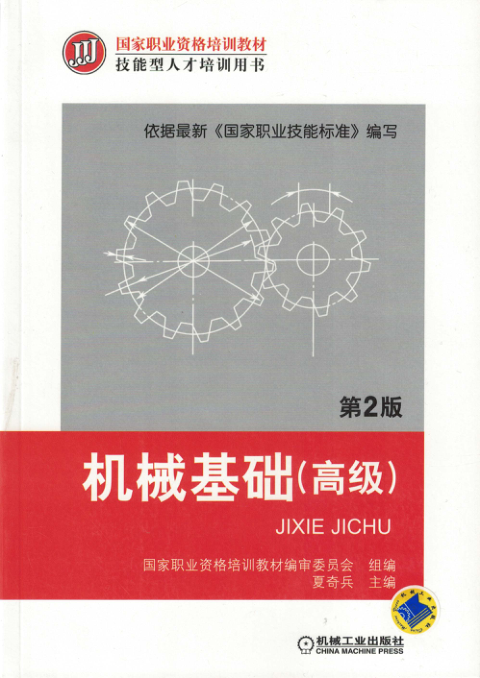 JJJ
国家职业资格培训教材
技能型人才培训用书
依据最新《国家职业技能标准》编写
第2版
机械基础(高级)
JIXIE JICHU
国家职业资格培训教材编审委员会 组编
夏奇兵 主编
机械工业出版社
CHINA MACHINE PRESS